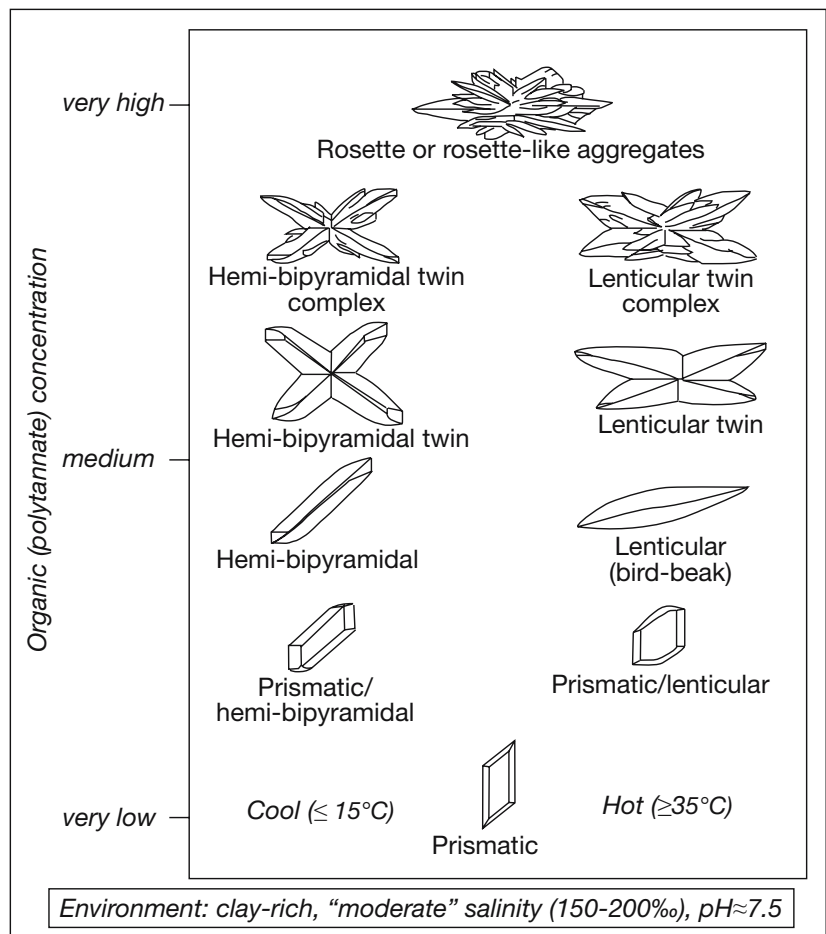 very high
Rosette or rosette-like aggregates
Hemi-bipyramidal twin
complex
Lenticular twin
complex
Organic (polytannate) concentration
Hemi-bipyramidal twin
Lenticular twin
medium
Hemi-bipyramidal
Lenticular
(bird-beak)
Prismatic/
hemi-bipyramidal
Prismatic/lenticular
very low
Cool (≤ 15°C)
Hot (≥35°C)
Prismatic
Environment: clay-rich, “moderate” salinity (150-200‰), pH≈7.5